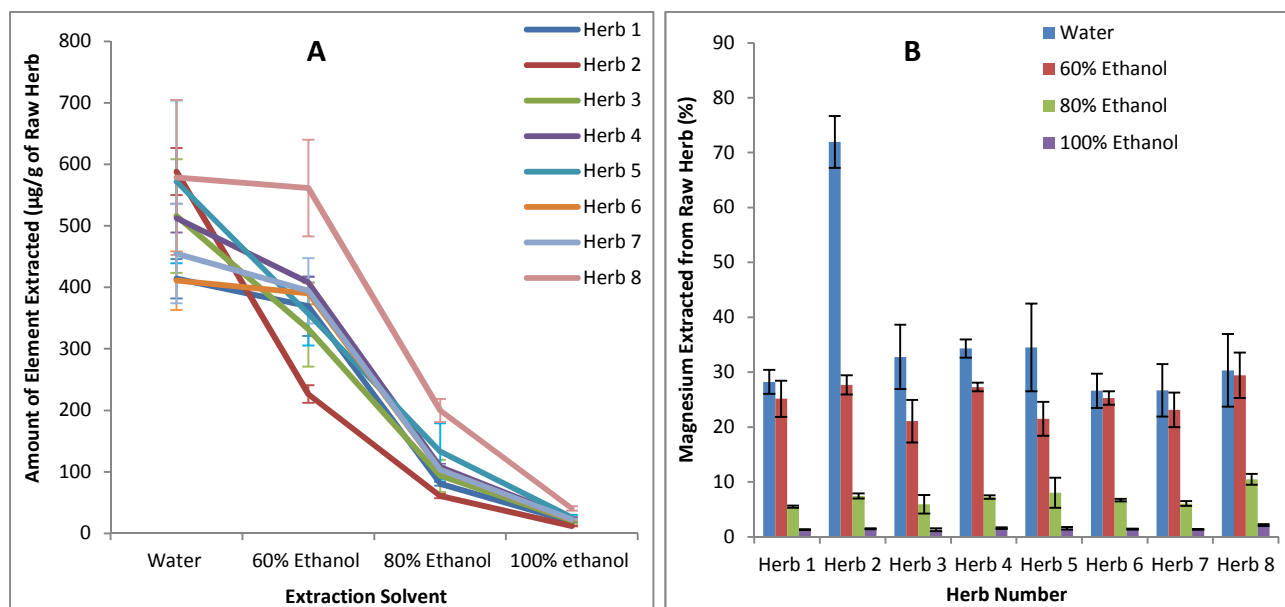 A
Amount of Element Extracted (µg/g of Raw Herb
800
700
600
500
400
300
200
100
0
Water
60% Ethanol
80% Ethanol
100% ethanol
Extraction Solvent
Herb 1
Herb 2
Herb 3
Herb 4
Herb 5
Herb 6
Herb 7
Herb 8
B
Magnesium Extracted from Raw Herb (%)
90
80
70
60
50
40
30
20
10
0
Herb 1
Herb 2
Herb 3
Herb 4
Herb 5
Herb 6
Herb 7
Herb 8
Herb Number
Water
60% Ethanol
80% Ethanol
100% Ethanol